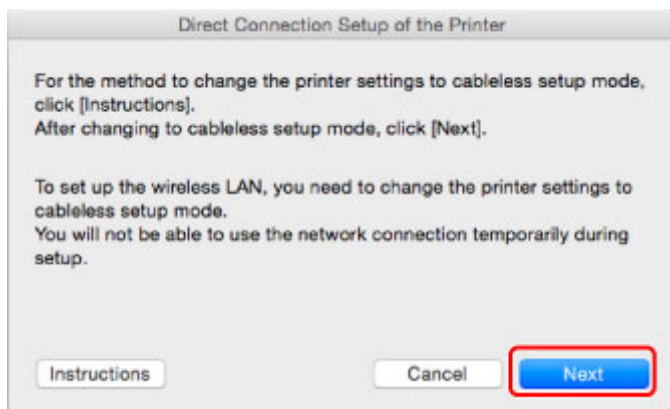 Direct Connection Setup of the Printer
For the method to change the printer settings to cableless setup mode,
click [Instructions].
After changing to cableless setup mode, click [Next].
To set up the wireless LAN, you need to change the printer settings to
cableless setup mode.
You will not be able to use the network connection temporarily during
setup.
Instructions Cancel Next